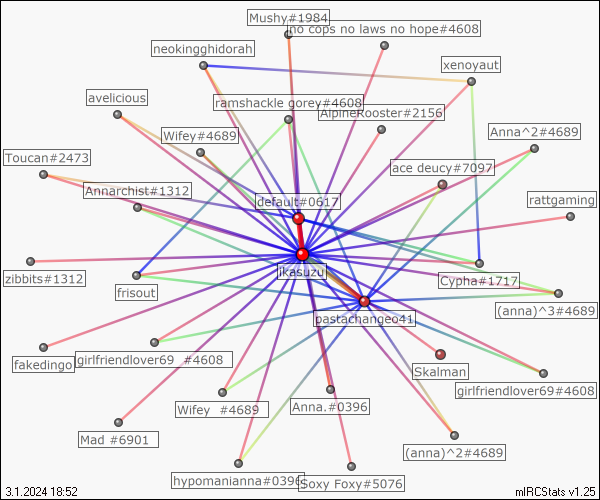 Mushy#1984
no cops no laws no hope#4608
neokingghidorah
xenoyaut
avelicious
ramshackle gorey#4608
AlpineRooster#2156
Wifey#4689
Anna^2#4689
Toucan#2473
ace deucy#7097
Annarchist#1312
default#0617
rattgaming
ikasuzu
zibbits#1312
frisout
Cypha#1717
(anna)^3#4689
pastachangeo41
fakedingo
girlfriendlover69 #4608
Skalman
girlfriendlover69#4608
Wifey #4689
Anna.#0396
Mad #6901
(anna)^2#4689
hypomanianna#0396
Soxy Foxy#5076
3.1.2024 18:52
mIRCStats v1.25